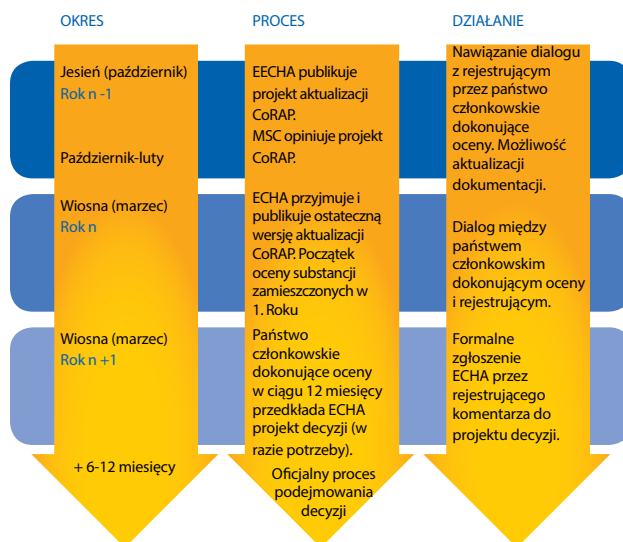 OKRES
Jesień (październik)
Rok n -1
Październik-luty
Wiosna (marzec)
Rok n
Wiosna (marzec)
Rok n +1
+ 6-12 miesięcy
PROCES
EECHA publikuje
projekt aktualizacji
CoRAP.
MSC opiniuje projekt
CoRAP.
ECHA przyjmuje i
publikuje ostateczną
wersję aktualizacji
CoRAP. Początek
oceny substancji
zamieszczonych w
1. Roku
Państwo
członkowskie
dokonujące oceny
w ciągu 12 miesięcy
przedkłada ECHA
projekt decyzji (w
razie potrzeby).
Oficjalny proces
podejmowania
decyzji
DZIAŁANIE
Nawiązanie dialogu
z rejestrującym
przez państwo
członkowskie
dokonujące
oceny. Możliwość
aktualizacji
dokumentacji.
Dialog między
państwem
członkowskim
dokonującym oceny
i rejestrującym.
Formalne
zgłoszenie
ECHA przez
rejestrującego
komentarza do
projektu decyzji.